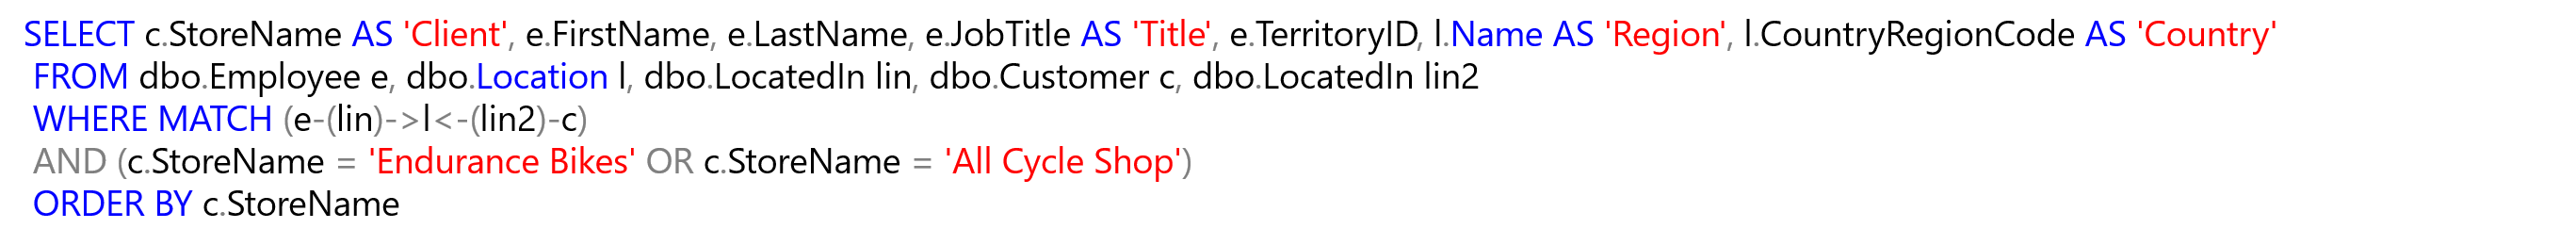 SELECT c.StoreName AS 'Client', e.FirstName, e.LastName, e.JobTitle AS 'Title', e.TerritoryID, l.Name AS 'Region', l.CountryRegionCode AS 'Country'
FROM dbo.Employee e, dbo.Location l, dbo.LocatedIn lin, dbo.Customer c, dbo.LocatedIn lin2
WHERE MATCH (e-(lin)->l<-(lin2)-c)
AND (c.StoreName = 'Endurance Bikes' OR c.StoreName = 'All Cycle Shop')
ORDER BY c.StoreName